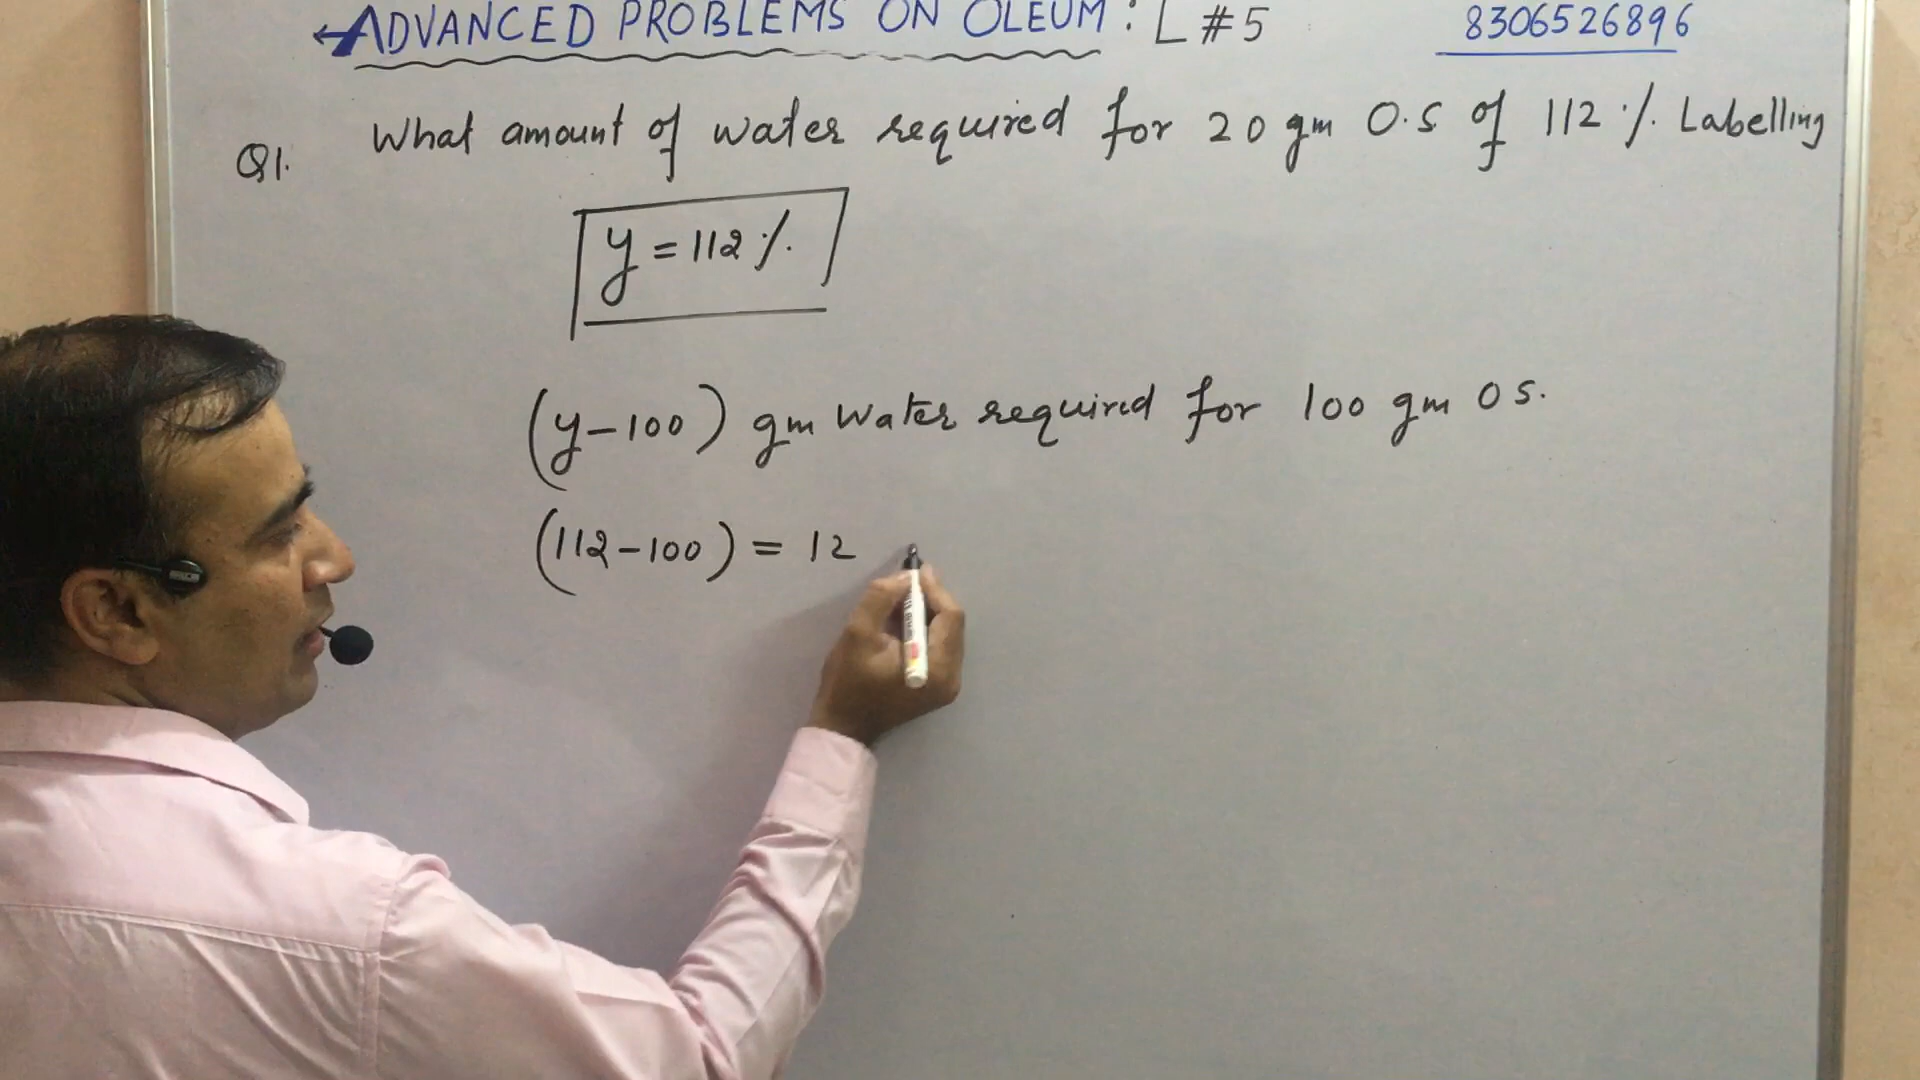 ADVANCED PROBLEMS ON OLEUM : L #5 8306526896
Q1. What amount of water required for 20 gm O.S of 112 % Labelling
y = 112 %
(y-100) gm water required for 100 gm OS.
(112-100) = 12